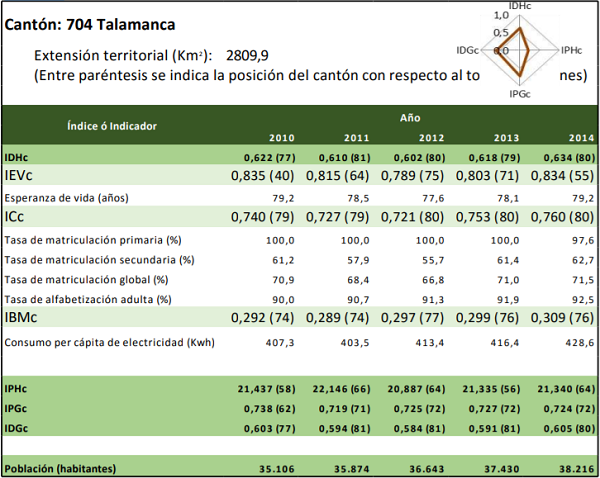 Cantón: 704 Talamanca
Extensión territorial (Km²): 2809,9
(Entre paréntesis se indica la posición del cantón con respecto al to nes)
IDHc
1,0
0,5
0,0
IDGc
IPHc
IPGc
Índice ó Indicador Año
2010 2011 2012 2013 2014
IDHc 0,622 (77) 0,610 (81) 0,602 (80) 0,618 (79) 0,634 (80)
IEVc 0,835 (40) 0,815 (64) 0,789 (75) 0,803 (71) 0,834 (55)
Esperanza de vida (años) 79,2 78,5 77,6 78,1 79,2
ICc 0,740 (79) 0,727 (79) 0,721 (80) 0,753 (80) 0,760 (80)
Tasa de matriculación primaria (%) 100,0 100,0 100,0 100,0 97,6
Tasa de matriculación secundaria (%) 61,2 57,9 55,7 61,4 62,7
Tasa de matriculación global (%) 70,9 68,4 66,8 71,0 71,5
Tasa de alfabetización adulta (%) 90,0 90,7 91,3 91,9 92,5
IBMc 0,292 (74) 0,289 (74) 0,297 (77) 0,299 (76) 0,309 (76)
Consumo per cápita de electricidad (Kwh) 407,3 403,5 413,4 416,4 428,6
IPHc 21,437 (58) 22,146 (66) 20,887 (64) 21,335 (56) 21,340 (64)
IPGc 0,738 (62) 0,719 (71) 0,725 (72) 0,727 (72) 0,724 (72)
IDGc 0,603 (77) 0,594 (81) 0,584 (81) 0,591 (81) 0,605 (80)
Población (habitantes) 35.106 35.874 36.643 37.430 38.216